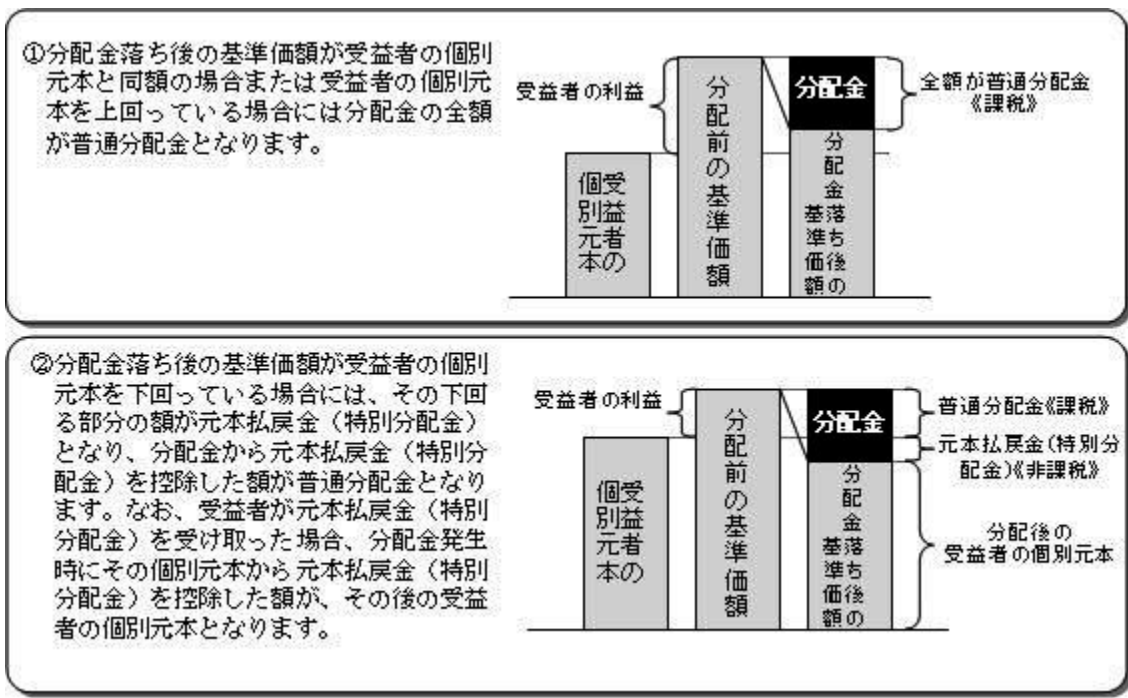 ①分配金落ち後の基準価額が受益者の個別
元本と同額の場合または受益者の個別元
本を上回っている場合には分配金の全額
が普通分配金となります。
受益者の利益
個別元本
受益者の
分配前の基準価額
分配金
基準価額
分配金落ち後の
全額が普通分配金
《課税》
②分配金落ち後の基準価額が受益者の個別
元本を下回っている場合には、その下回
る部分の額が元本払戻金（特別分配金）
となり、分配金から元本払戻金（特別分
配金）を控除した額が普通分配金となり
ます。なお、受益者が元本払戻金（特別
分配金）を受け取った場合、分配金発生
時にその個別元本から元本払戻金（特別
分配金）を控除した額が、その後の受益
者の個別元本となります。
受益者の利益
受益者の
個別元本
分配前の基準価額
分配金
分配金落ち後の
基準価額
普通分配金《課税》
元本払戻金(特別分
配金)《非課税》
分配後の
受益者の個別元本